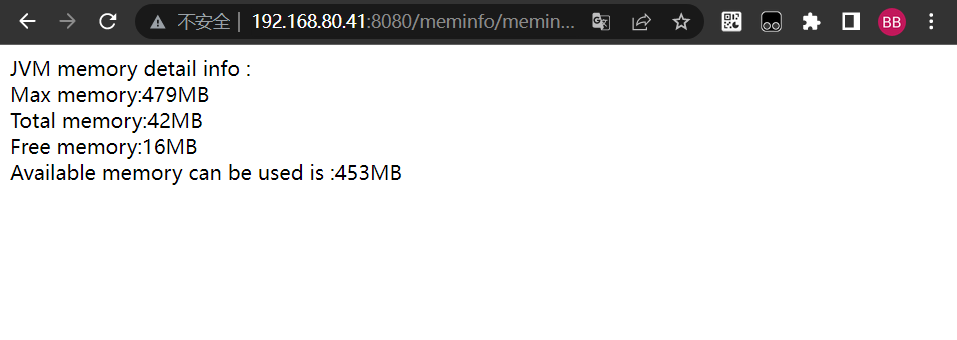 不安全 | 192.168.80.41:8080/meminfo/memin... BB
JVM memory detail info :
Max memory:479MB
Total memory:42MB
Free memory:16MB
Available memory can be used is :453MB